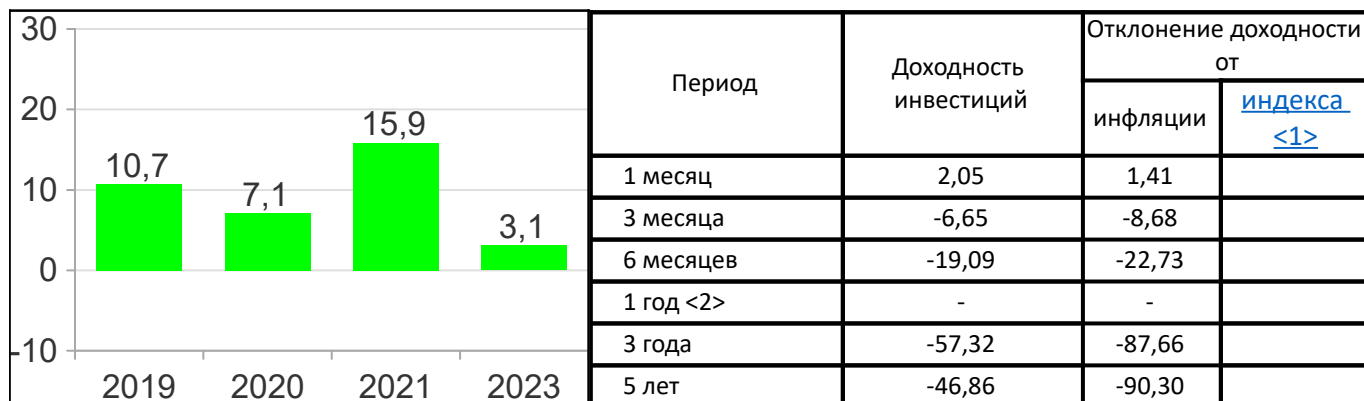 30
20
10
0
-10
10,7
7,1
15,9
3,1
2019 2020 2021 2023
Период
Доходность
инвестиций
Отклонение доходности
от
инфляции
индекса
<1>
1 месяц 2,05 1,41
3 месяца -6,65 -8,68
6 месяцев -19,09 -22,73
1 год <2> - -
3 года -57,32 -87,66
5 лет -46,86 -90,30